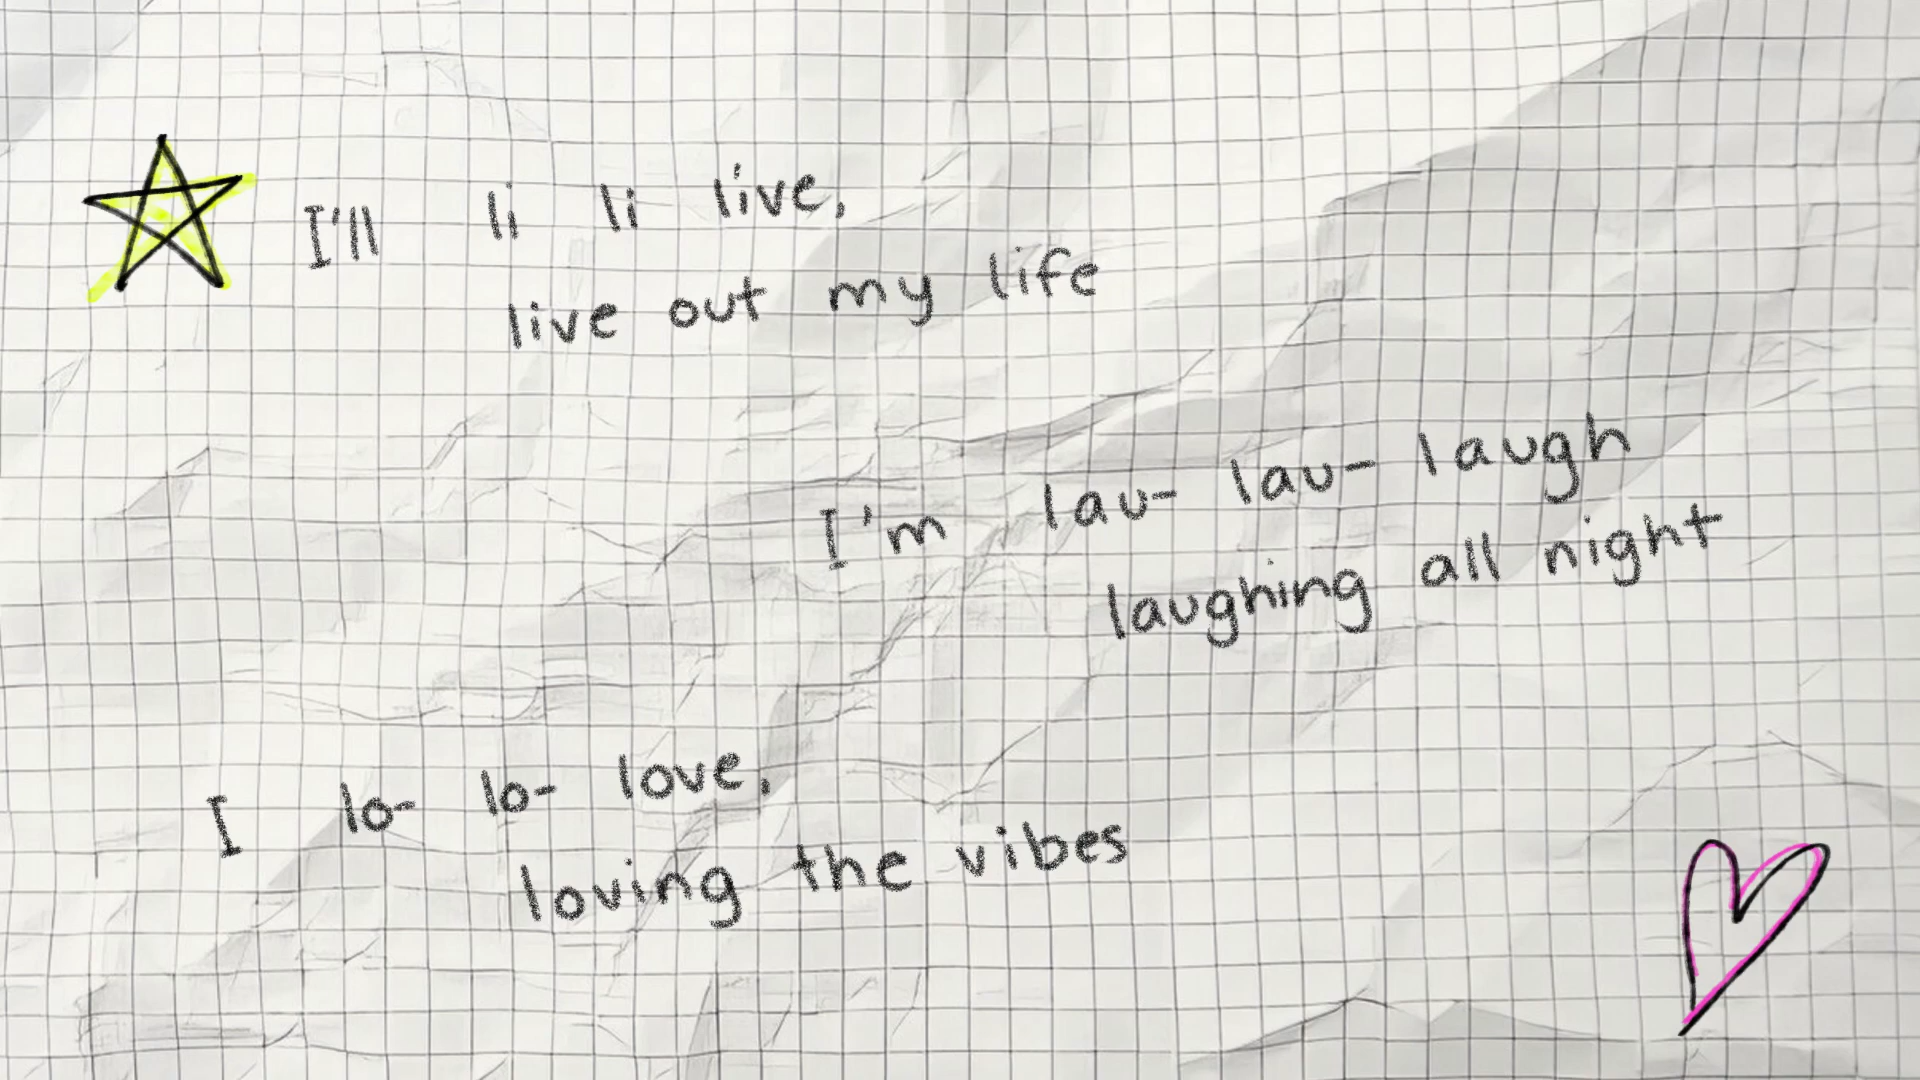 I'll li li live,
live out my life
I'm lau- lau- laugh
laughing all night
I lo- lo- love,
loving the vibes